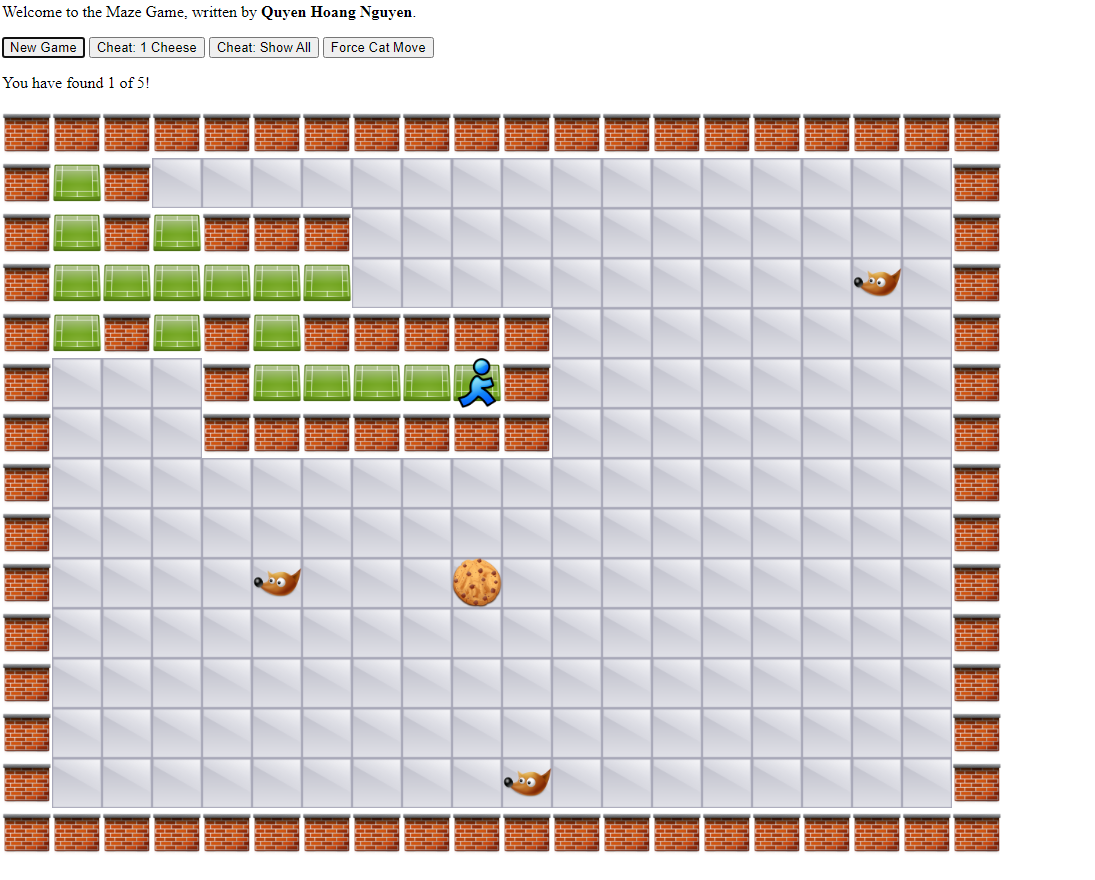 Welcome to the Maze Game, written by Quyen Hoang Nguyen.
New Game Cheat: 1 Cheese Cheat: Show All Force Cat Move
You have found 1 of 5!